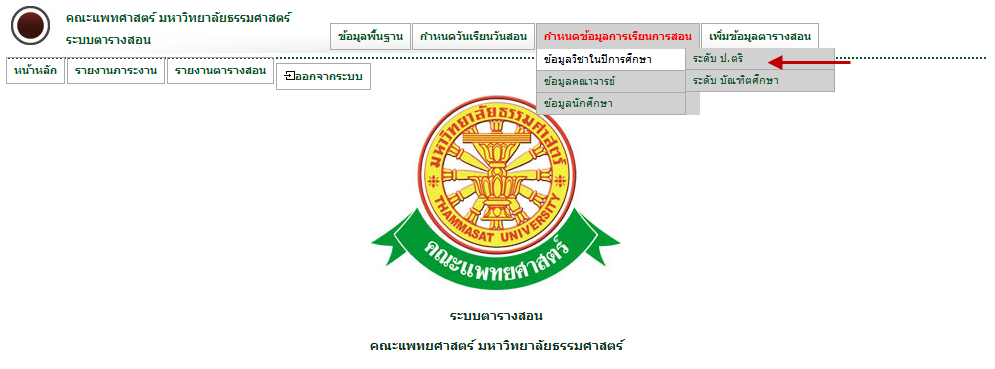 คณะแพทศาสตร์ มหาวิทยาลัยธรรมศาสตร์
ระบบตารางสอน
ข้อมูลพื้นฐาน กำหนดวันเรียนวันสอน กำหนดข้อมูลการเรียนการสอน เพิ่มข้อมูลตารางสอน
ข้อมูลวิชาในปีการศึกษา ระดับ ป.ตรี
หน้าหลัก รายงานภาระงาน รายงานตารางสอน ออกจากระบบ
ข้อมูลคณาจารย์ ระดับ บัณฑิตศึกษา
ข้อมูลนักศึกษา
มหาวิทยาลัยธรรมศาสตร์
THAMMASAT UNIVERSITY
คณะแพทยศาสตร์
ระบบตารางสอน
คณะแพทยศาสตร์ มหาวิทยาลัยธรรมศาสตร์